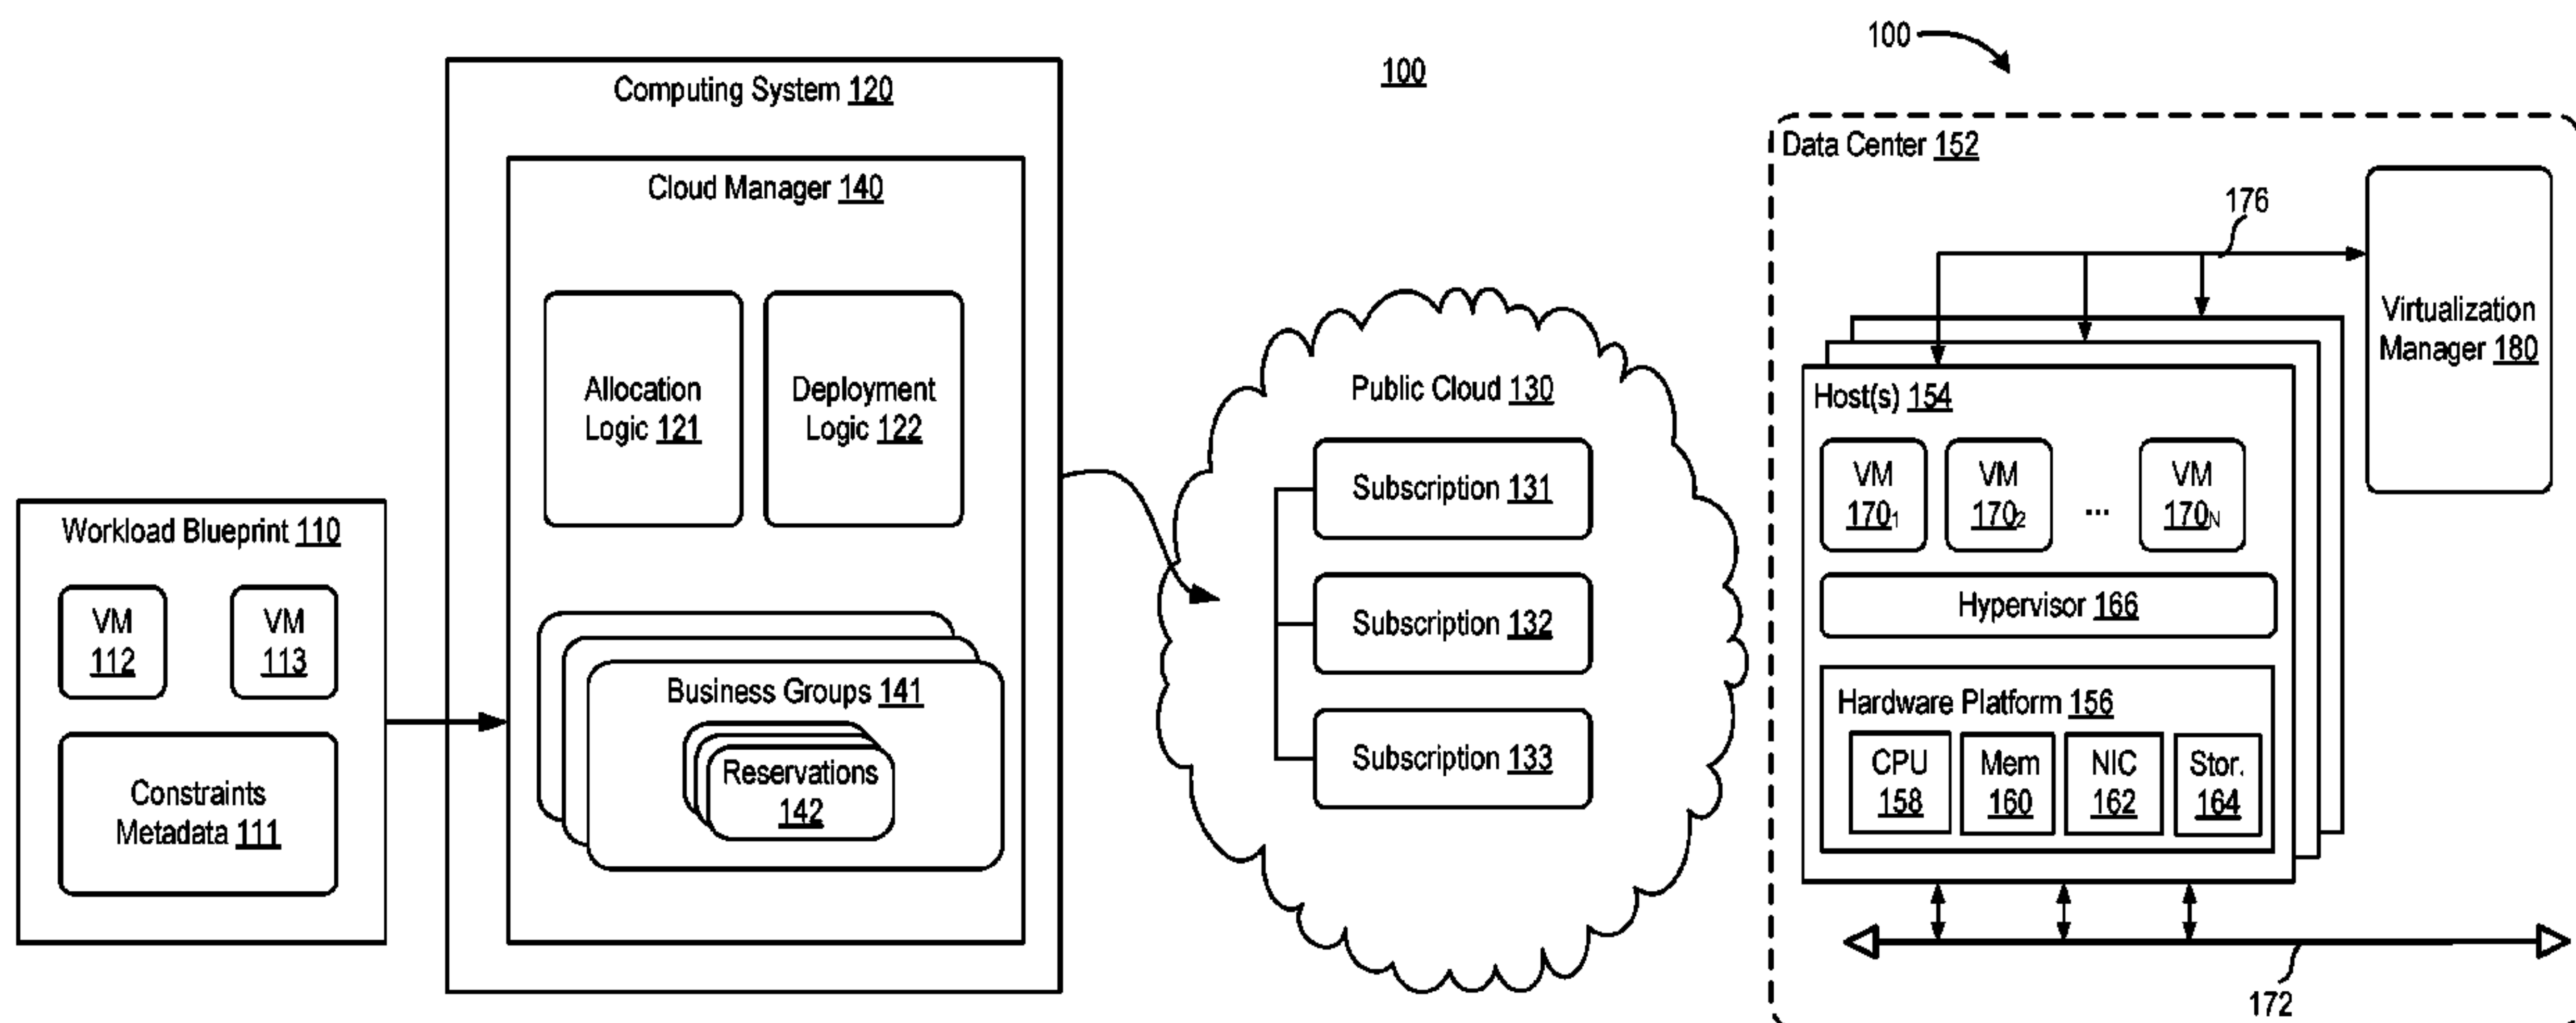 Workload Blueprint 110
VM
112
VM
113
Constraints
Metadata 111
Computing System 120
Cloud Manager 140
Allocation
Logic 121
Deployment
Logic 122
Business Groups 141
Reservations
142
100
Public Cloud 130
Subscription 131
Subscription 132
Subscription 133
100
Data Center 152
176
Virtualization
Manager 180
Host(s) 154
VM
170₁
VM
170₂
...
VM
170N
Hypervisor 166
Hardware Platform 156
CPU
158
Mem
160
NIC
162
Stor.
164
172